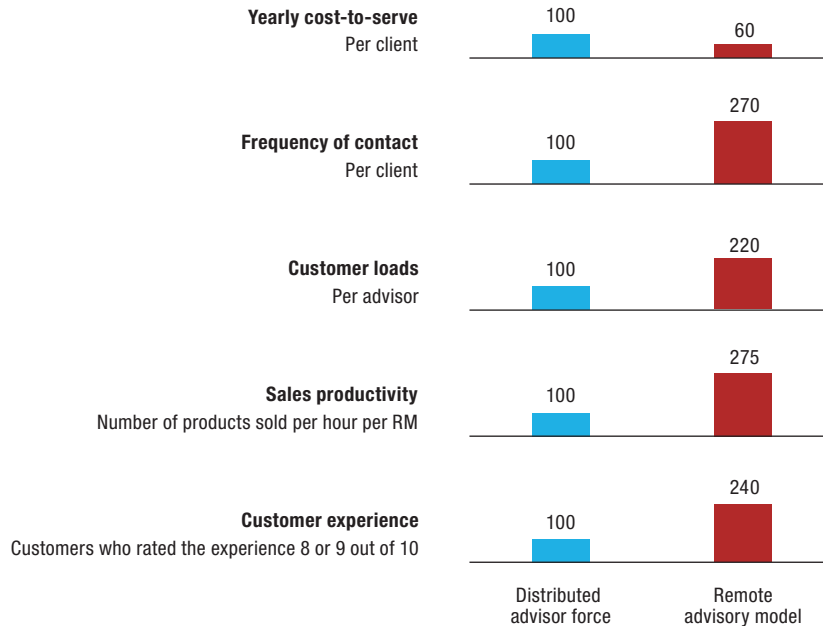 Yearly cost-to-serve
Per client
100
60
Frequency of contact
Per client
100
270
Customer loads
Per advisor
100
220
Sales productivity
Number of products sold per hour per RM
100
275
Customer experience
Customers who rated the experience 8 or 9 out of 10
100
240
Distributed
advisor force
Remote
advisory model